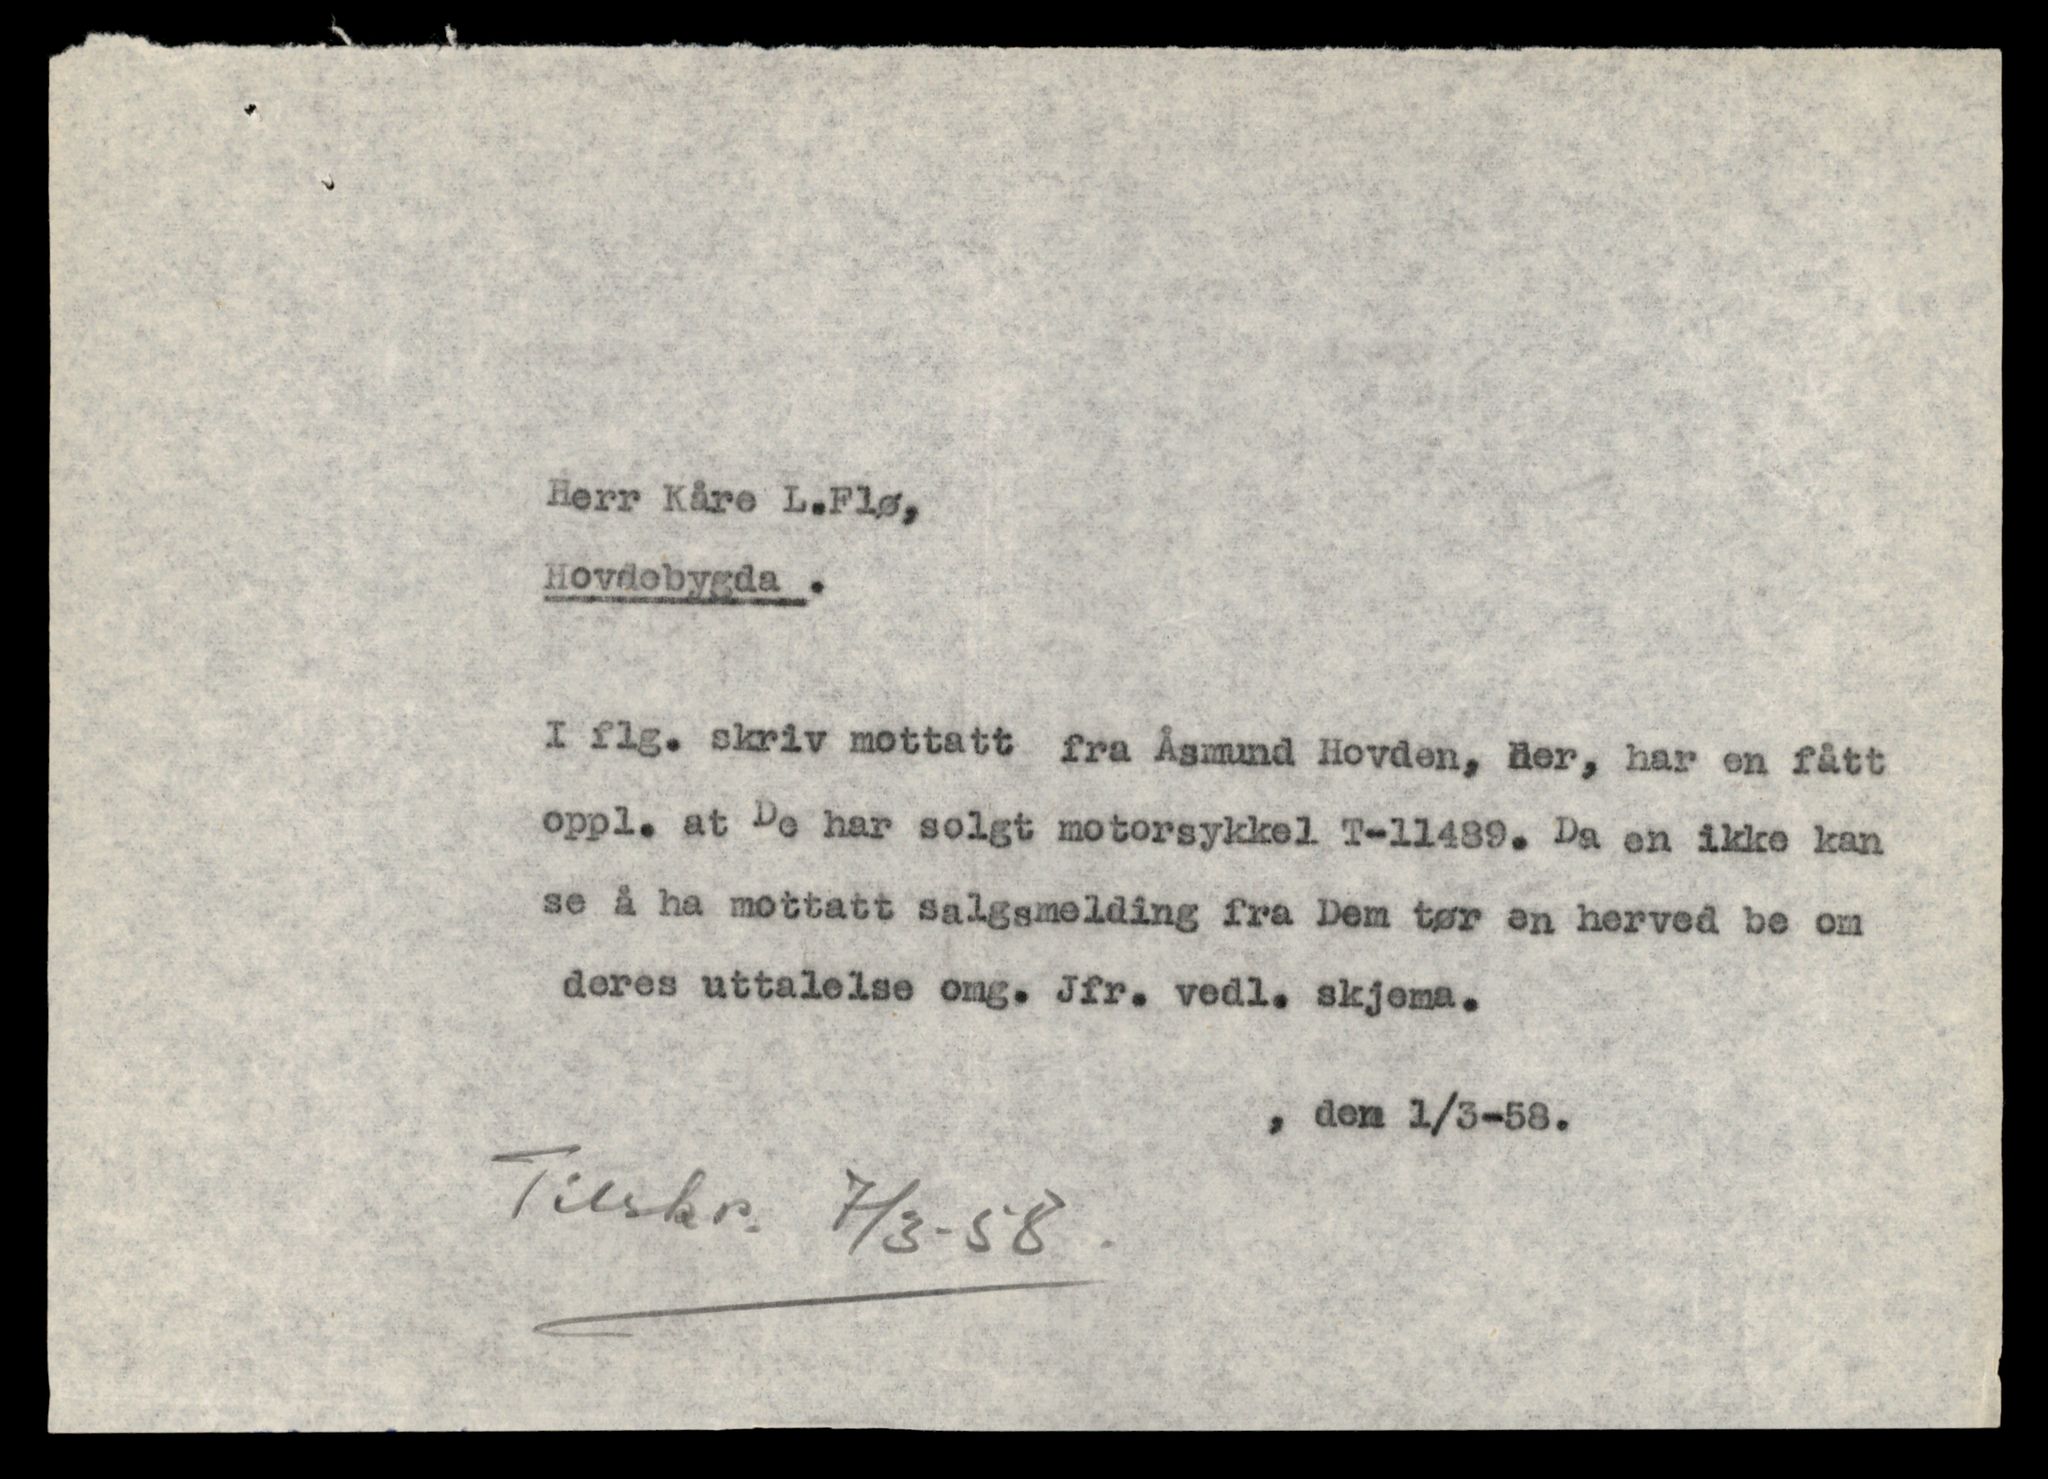 Herr Kåre L.Flø,
Hovdebygda .
I flg. skriv mottatt fra Åsmund Hovden, her, har en fått
oppl. at De har solgt motorsykkel T-11489. Da en ikke kan
se å ha mottatt salgsmelding fra Dem tør en herved be om
deres uttalelse omg. Jfr. vedl. skjema.
, den 1/3-58.
Tilskr. 7/3-58.